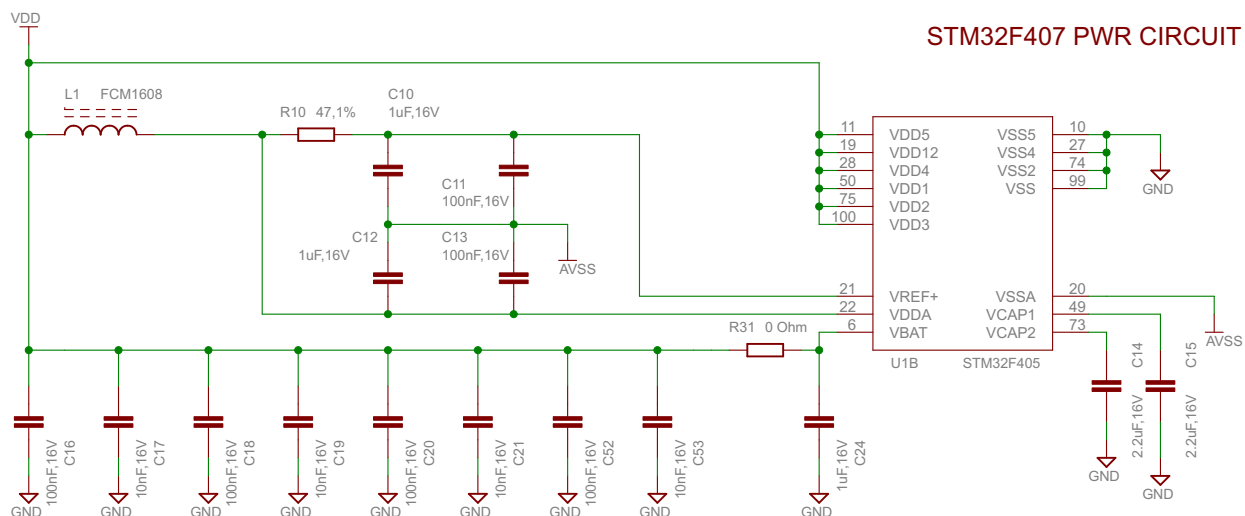 VDD
STM32F407 PWR CIRCUIT
L1 FCM1608
R10 47,1%
C10
1uF,16V
C11
100nF,16V
C12
1uF,16V
C13
100nF,16V
AVSS
11 VDD5 VSS5 10
19 VDD12 VSS4 27
28 VDD4 VSS2 74
50 VDD1 VSS 99
75 VDD2
100 VDD3
GND
21 VREF+ VSSA 20
22 VDDA VCAP1 49
6 VBAT VCAP2 73
AVSS
R31 0 Ohm
U1B STM32F405
C14
2.2uF,16V
C15
2.2uF,16V
GND
GND
100nF,16V
C16
10nF,16V
C17
100nF,16V
C18
10nF,16V
C19
100nF,16V
C20
10nF,16V
C21
100nF,16V
C52
10nF,16V
C53
1uF,16V
C24
GND
GND
GND
GND
GND
GND
GND
GND
GND